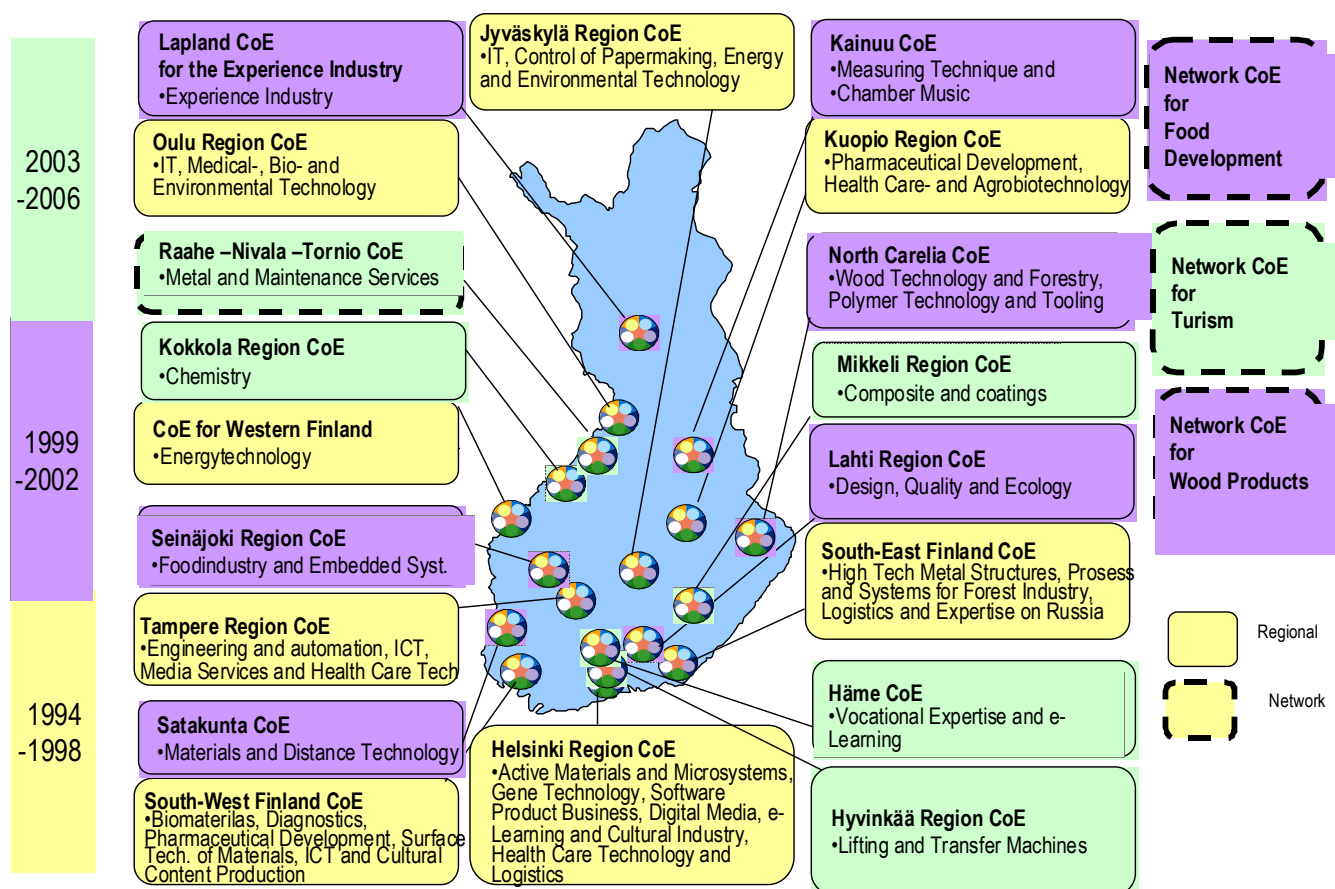 2003
-2006
1999
-2002
1994
-1998
Lapland CoE
for the Experience Industry
•Experience Industry
Oulu Region CoE
•IT, Medical-, Bio- and
Environmental Technology
Raahe –Nivala –Tornio CoE
•Metal and Maintenance Services
Kokkola Region CoE
•Chemistry
CoE for Western Finland
•Energytechnology
Seinäjoki Region CoE
•Foodindustry and Embedded Syst.
Tampere Region CoE
•Engineering and automation, ICT,
Media Services and Health Care Tech
Satakunta CoE
•Materials and Distance Technology
South-West Finland CoE
•Biomaterilas, Diagnostics,
Pharmaceutical Development, Surface
Tech. of Materials, ICT and Cultural
Content Production
Jyväskylä Region CoE
•IT, Control of Papermaking, Energy
and Environmental Technology
Helsinki Region CoE
•Active Materials and Microsystems,
Gene Technology, Software
Product Business, Digital Media, e-
Learning and Cultural Industry,
Health Care Technology and
Logistics
Kainuu CoE
•Measuring Technique and
•Chamber Music
Kuopio Region CoE
•Pharmaceutical Development,
Health Care- and Agrobiotechnology
North Carelia CoE
•Wood Technology and Forestry,
Polymer Technology and Tooling
Mikkeli Region CoE
•Composite and coatings
Lahti Region CoE
•Design, Quality and Ecology
South-East Finland CoE
•High Tech Metal Structures, Prosess
and Systems for Forest Industry,
Logistics and Expertise on Russia
Häme CoE
•Vocational Expertise and e-
Learning
Hyvinkää Region CoE
•Lifting and Transfer Machines
Network CoE
for
Food
Development
Network CoE
for
Turism
Network CoE
for
Wood Products
Regional
Network